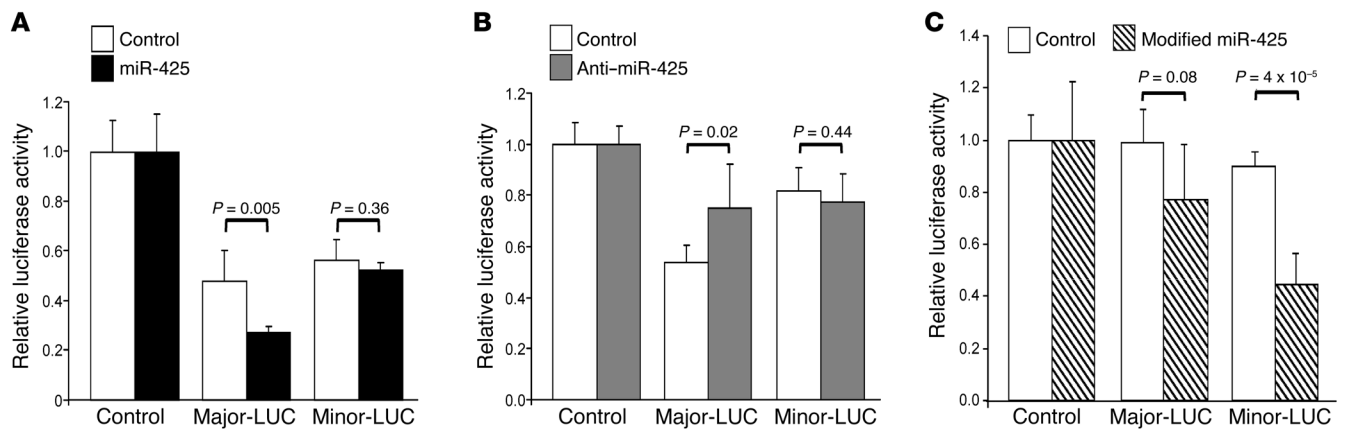 A
Control
miR-425
Relative luciferase activity
1.2
1.0
0.8
0.6
0.4
0.2
0
P = 0.005
P = 0.36
Control Major-LUC Minor-LUC
B
Control
Anti–miR-425
Relative luciferase activity
1.2
1.0
0.8
0.6
0.4
0.2
0.0
P = 0.02
P = 0.44
Control Major-LUC Minor-LUC
C
Control
Modified miR-425
Relative luciferase activity
1.4
1.2
1.0
0.8
0.6
0.4
0.2
0.0
P = 0.08
P = 4 x 10⁻⁵
Control Major-LUC Minor-LUC